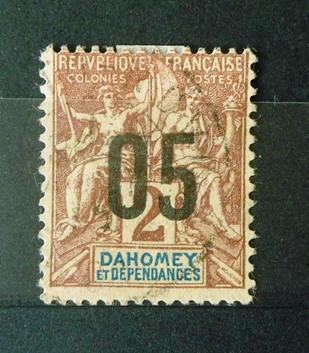 REPVBLIQVE FRANÇAISE
COLONIES POSTES
05
2
DAHOMEY
ET DÉPENDANCES